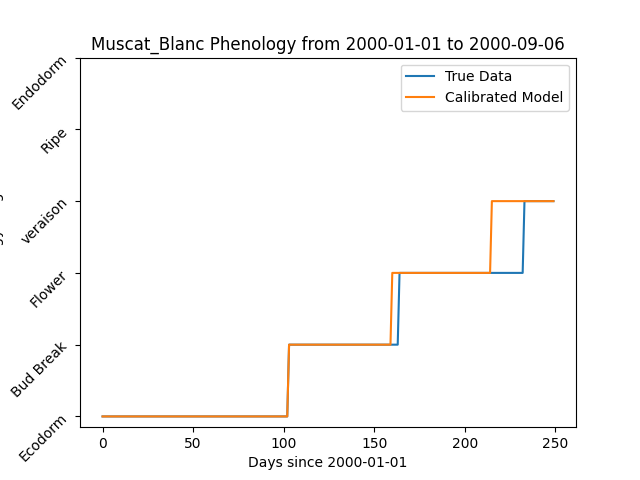 Muscat_Blanc Phenology from 2000-01-01 to 2000-09-06
True Data
Calibrated Model
Endodorm
Ripe
veraison
Flower
Bud Break
Ecodorm
0 50 100 150 200 250
Days since 2000-01-01